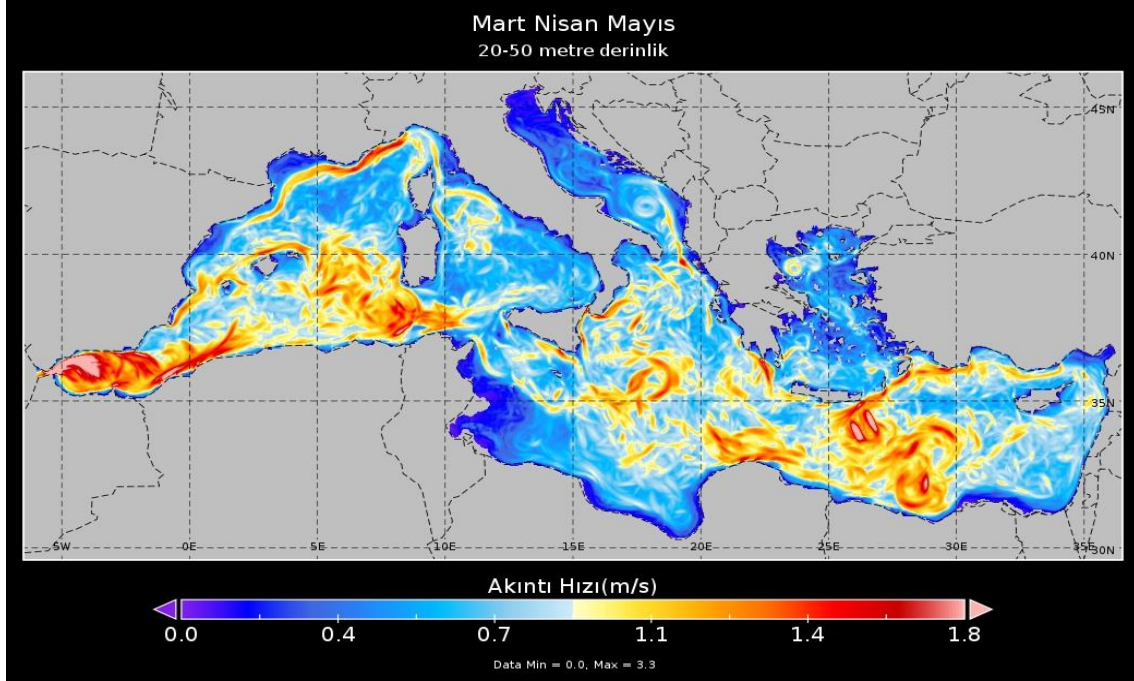 Mart Nisan Mayıs
20-50 metre derinlik
45N
40N
35N
5W 0E 5E 10E 15E 20E 25E 30E 35E 30N
Akıntı Hızı(m/s)
0.0 0.4 0.7 1.1 1.4 1.8
Data Min = 0.0, Max = 3.3